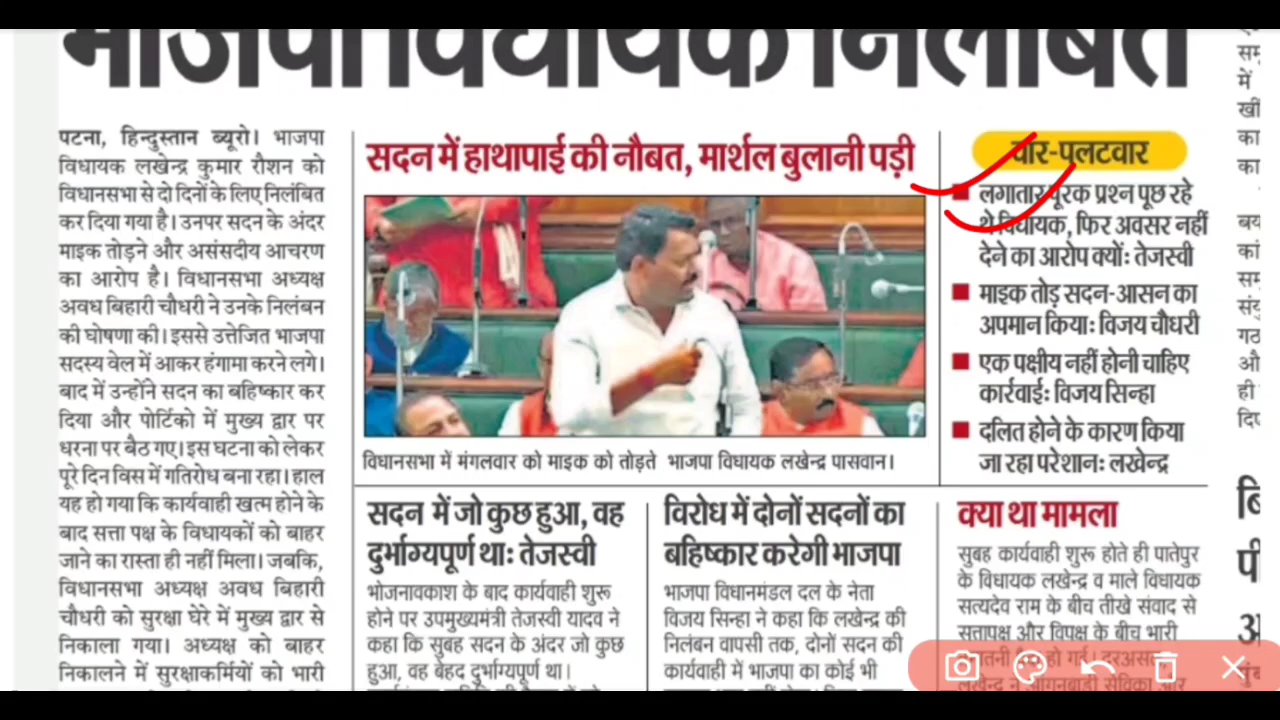 भाजपा विधायक निलंबित
पटना, हिन्दुस्तान ब्यूरो। भाजपा
विधायक लखेन्द्र कुमार रौशन को
विधानसभा से दो दिनों के लिए निलंबित
कर दिया गया है। उनपर सदन के अंदर
माइक तोड़ने और असंसदीय आचरण
का आरोप है। विधानसभा अध्यक्ष
अवध बिहारी चौधरी ने उनके निलंबन
की घोषणा की। इससे उत्तेजित भाजपा
सदस्य वेल में आकर हंगामा करने लगे।
बाद में उन्होंने सदन का बहिष्कार कर
दिया और पोर्टिको में मुख्य द्वार पर
धरना पर बैठ गए। इस घटना को लेकर
पूरे दिन विस में गतिरोध बना रहा। हाल
यह हो गया कि कार्यवाही खत्म होने के
बाद सत्ता पक्ष के विधायकों को बाहर
जाने का रास्ता ही नहीं मिला। जबकि,
विधानसभा अध्यक्ष अवध बिहारी
चौधरी को सुरक्षा घेरे में मुख्य द्वार से
निकाला गया। अध्यक्ष को बाहर
निकालने में सुरक्षाकर्मियों को भारी
सदन में हाथापाई की नौबत, मार्शल बुलानी पड़ी
विधानसभा में मंगलवार को माइक को तोड़ते भाजपा विधायक लखेन्द्र पासवान।
वार-पलटवार
लगातार पूरक प्रश्न पूछ रहे
थे विधायक, फिर अवसर नहीं
देने का आरोप क्यों: तेजस्वी
माइक तोड़ सदन-आसन का
अपमान किया: विजय चौधरी
एक पक्षीय नहीं होनी चाहिए
कार्रवाई: विजय सिन्हा
दलित होने के कारण किया
जा रहा परेशान: लखेन्द्र
सदन में जो कुछ हुआ, वह
दुर्भाग्यपूर्ण था: तेजस्वी
भोजनावकाश के बाद कार्यवाही शुरू
होने पर उपमुख्यमंत्री तेजस्वी यादव ने
कहा कि सुबह सदन के अंदर जो कुछ
हुआ, वह बेहद दुर्भाग्यपूर्ण था।
विरोध में दोनों सदनों का
बहिष्कार करेगी भाजपा
भाजपा विधानमंडल दल के नेता
विजय सिन्हा ने कहा कि लखेन्द्र की
निलंबन वापसी तक, दोनों सदन की
कार्यवाही में भाजपा का कोई भी
क्या था मामला
सुबह कार्यवाही शुरू होते ही पातेपुर
के विधायक लखेन्द्र व माले विधायक
सत्यदेव राम के बीच तीखे संवाद से
सत्तापक्ष और विपक्ष के बीच भारी
हो गई। दरअसल,
लखेन्द्र ने आंगनबाड़ी सेविका और